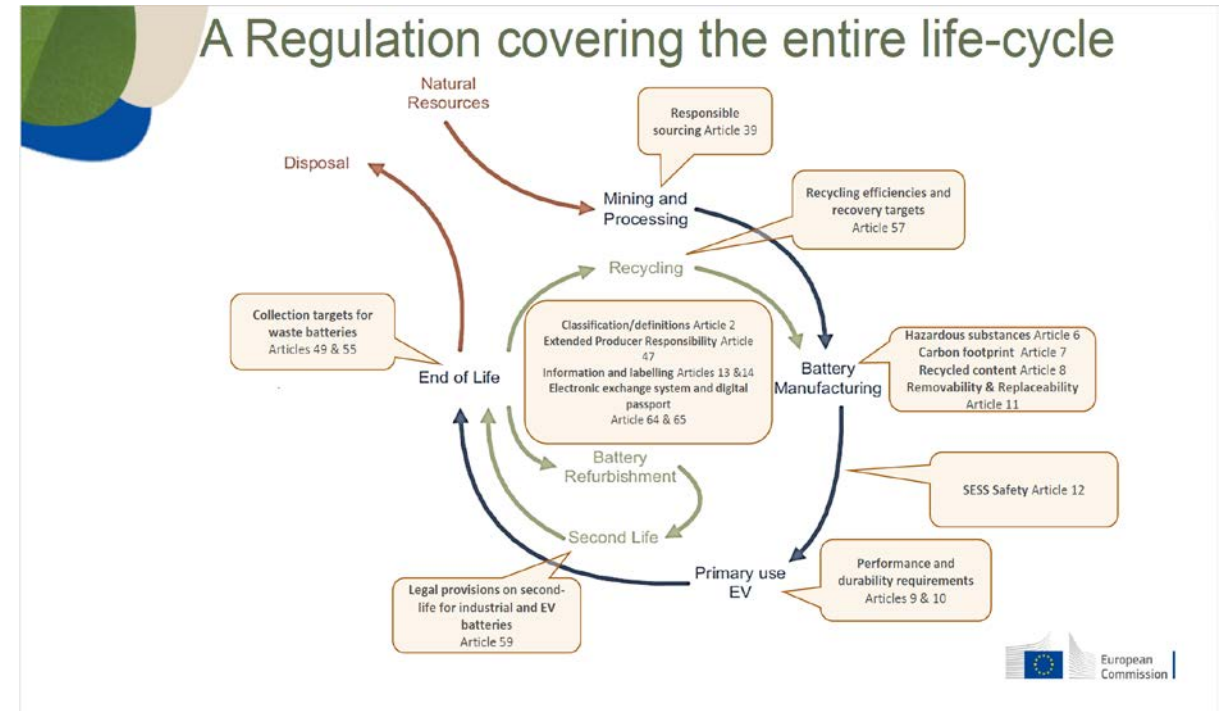 A Regulation covering the entire life-cycle
Natural
Resources
Responsible
sourcing Article 39
Disposal
Mining and
Processing
Recycling efficiencies and
recovery targets
Article 57
Recycling
Collection targets for
waste batteries
Articles 49 & 55
End of Life
Classification/definitions Article 2
Extended Producer Responsibility Article
47
Information and labelling Articles 13 &14
Electronic exchange system and digital
passport
Article 64 & 65
Battery
Manufacturing
Hazardous substances Article 6
Carbon footprint Article 7
Recycled content Article 8
Removability & Replaceability
Article 11
Battery
Refurbishment
SESS Safety Article 12
Second Life
Primary use
EV
Performance and
durability requirements
Articles 9 & 10
Legal provisions on second-
life for industrial and EV
batteries
Article 59
European
Commission